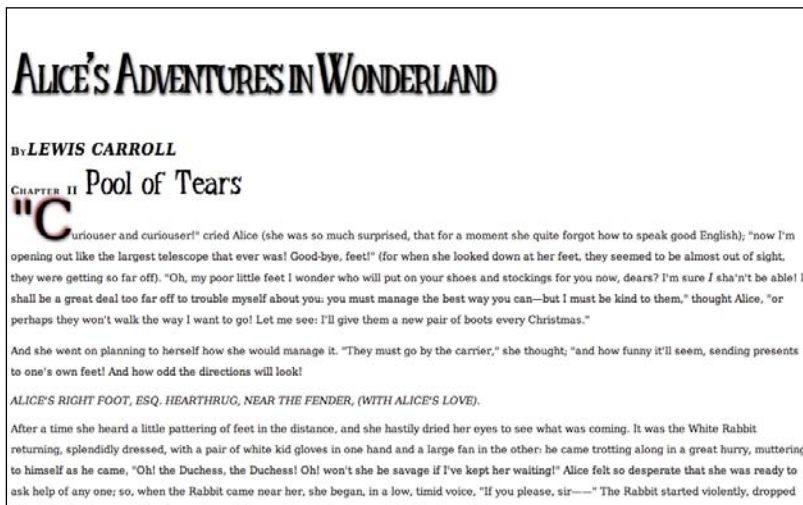 ALICE'S ADVENTURES IN WONDERLAND
BY LEWIS CARROLL
CHAPTER II Pool of Tears
"Curiouser and curiouser!" cried Alice (she was so much surprised, that for a moment she quite forgot how to speak good English); "now I'm
opening out like the largest telescope that ever was! Good-bye, feet!" (for when she looked down at her feet, they seemed to be almost out of sight,
they were getting so far off). "Oh, my poor little feet I wonder who will put on your shoes and stockings for you now, dears? I'm sure I sha'n't be able! I
shall be a great deal too far off to trouble myself about you: you must manage the best way you can—but I must be kind to them," thought Alice, "or
perhaps they won't walk the way I want to go! Let me see: I'll give them a new pair of boots every Christmas."
And she went on planning to herself how she would manage it. "They must go by the carrier," she thought; "and how funny it'll seem, sending presents
to one's own feet! And how odd the directions will look!
ALICE'S RIGHT FOOT, ESQ. HEARTHRUG, NEAR THE FENDER, (WITH ALICE'S LOVE).
After a time she heard a little pattering of feet in the distance, and she hastily dried her eyes to see what was coming. It was the White Rabbit
returning, splendidly dressed, with a pair of white kid gloves in one hand and a large fan in the other: he came trotting along in a great hurry, muttering
to himself as he came, "Oh! the Duchess, the Duchess! Oh! won't she be savage if I've kept her waiting!" Alice felt so desperate that she was ready to
ask help of any one; so, when the Rabbit came near her, she began, in a low, timid voice, "If you please, sir——" The Rabbit started violently, dropped